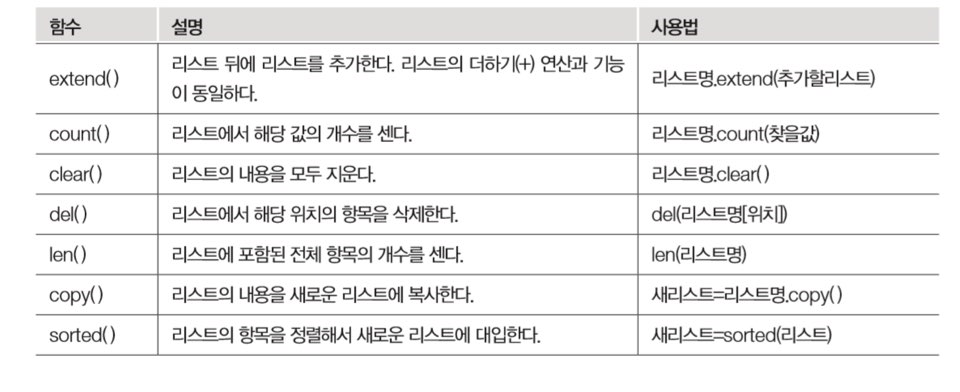 함수 설명 사용법
extend() 리스트 뒤에 리스트를 추가한다. 리스트의 더하기(+) 연산과 기능
이 동일하다. 리스트명.extend(추가할리스트)
count() 리스트에서 해당 값의 개수를 센다. 리스트명.count(찾을값)
clear() 리스트의 내용을 모두 지운다. 리스트명.clear()
del() 리스트에서 해당 위치의 항목을 삭제한다. del(리스트명[위치])
len() 리스트에 포함된 전체 항목의 개수를 센다. len(리스트명)
copy() 리스트의 내용을 새로운 리스트에 복사한다. 새리스트=리스트명.copy()
sorted() 리스트의 항목을 정렬해서 새로운 리스트에 대입한다. 새리스트=sorted(리스트)